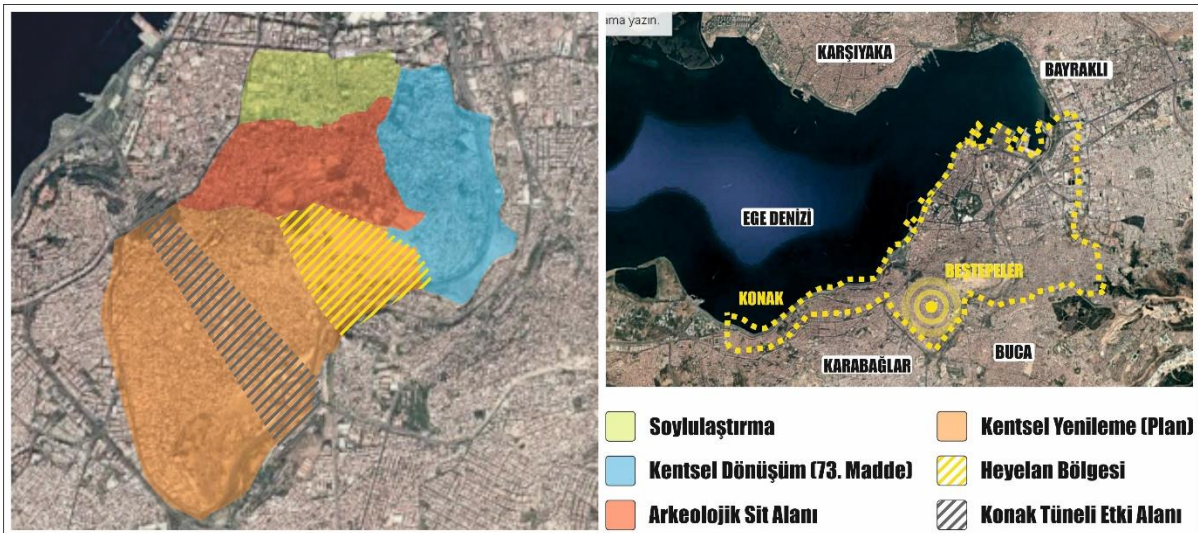 ıma yazın.
KARŞIYAKA
BAYRAKLI
EGE DENİZİ
BEŞTEPELER
KONAK
KARABAĞLAR
BUCA
Soylulaştırma
Kentsel Yenileme (Plan)
Kentsel Dönüşüm (73. Madde)
Heyelan Bölgesi
Arkeolojik Sit Alanı
Konak Tüneli Etki Alanı